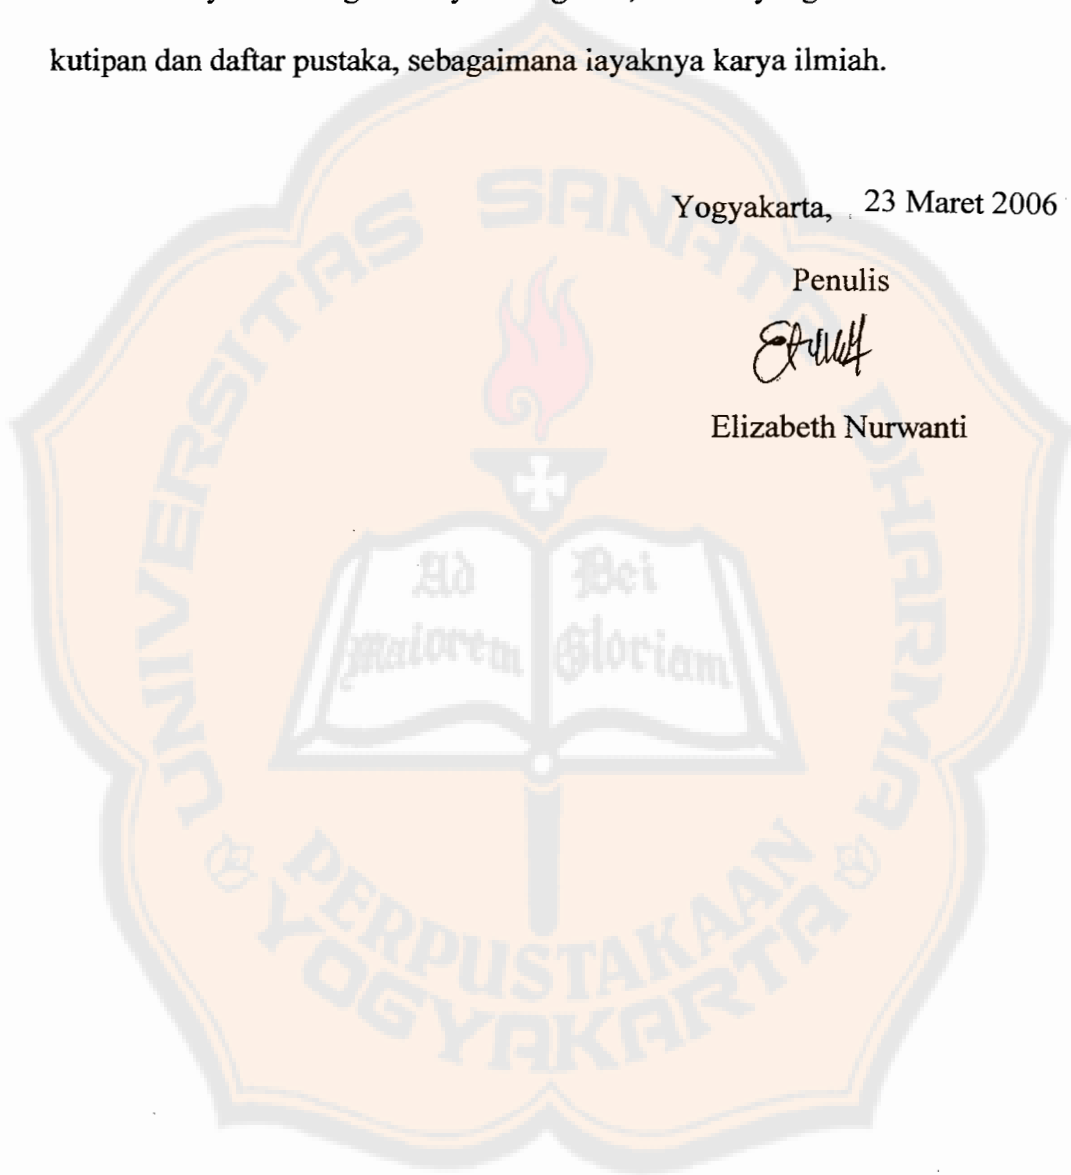 kutipan dan daftar pustaka, sebagaimana iayaknya karya ilmiah.
Yogyakarta, 23 Maret 2006
Penulis
Elizabeth Nurwanti
UNIVERSITAS SANATA DHARMA
Ad Dei
maiorem Gloriam
PERPUSTAKAAN
YOGYAKARTA